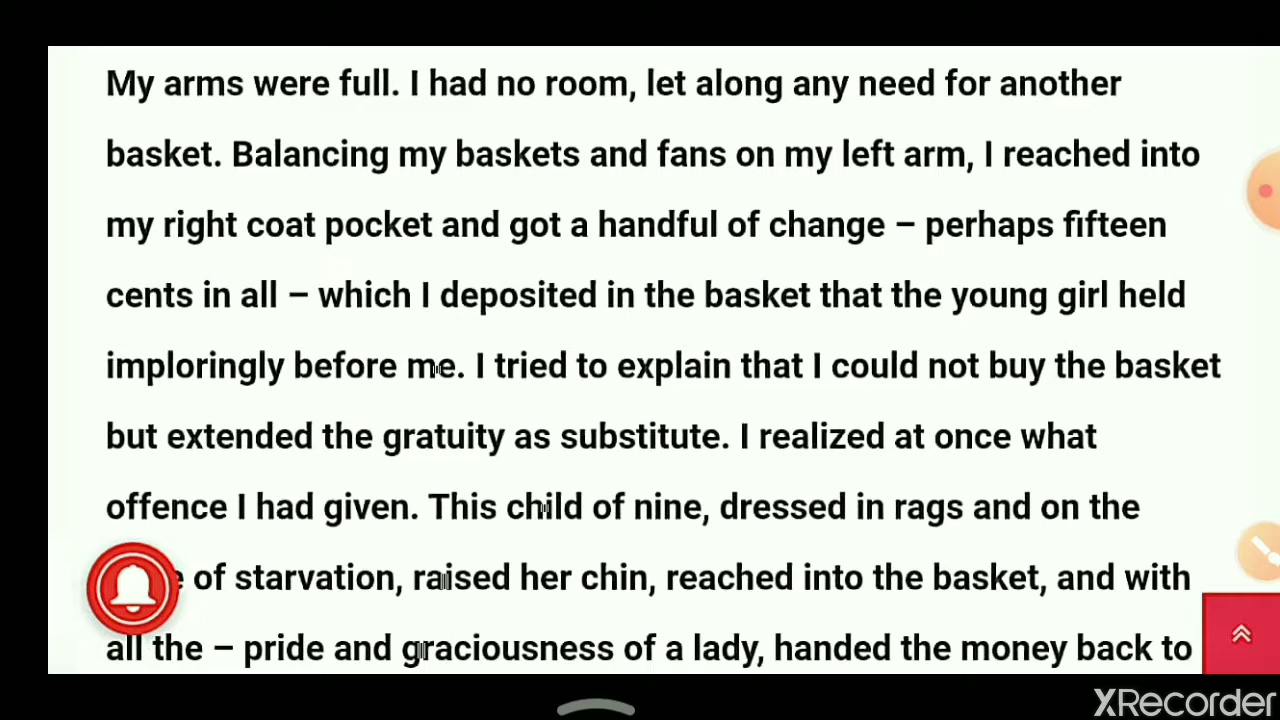 My arms were full. I had no room, let along any need for another
basket. Balancing my baskets and fans on my left arm, I reached into
my right coat pocket and got a handful of change – perhaps fifteen
cents in all – which I deposited in the basket that the young girl held
imploringly before me. I tried to explain that I could not buy the basket
but extended the gratuity as substitute. I realized at once what
offence I had given. This child of nine, dressed in rags and on the
of starvation, raised her chin, reached into the basket, and with
all the – pride and graciousness of a lady, handed the money back to
XRecorder